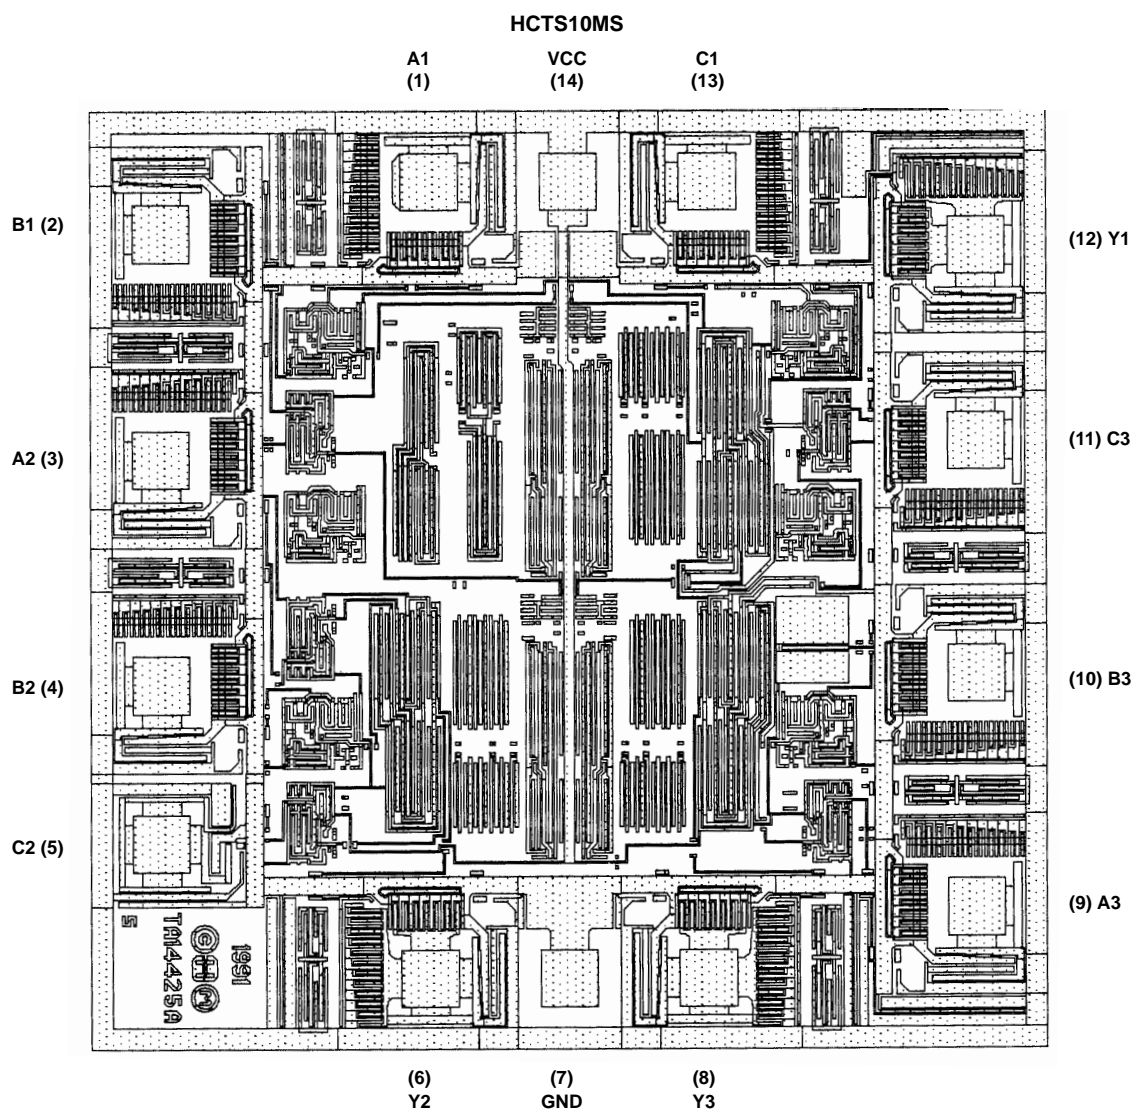 HCTS10MS
A1
(1)
VCC
(14)
C1
(13)
B1 (2)
A2 (3)
B2 (4)
C2 (5)
(12) Y1
(11) C3
(10) B3
(9) A3
1991
TA14425A
5
(6)
Y2
(7)
GND
(8)
Y3